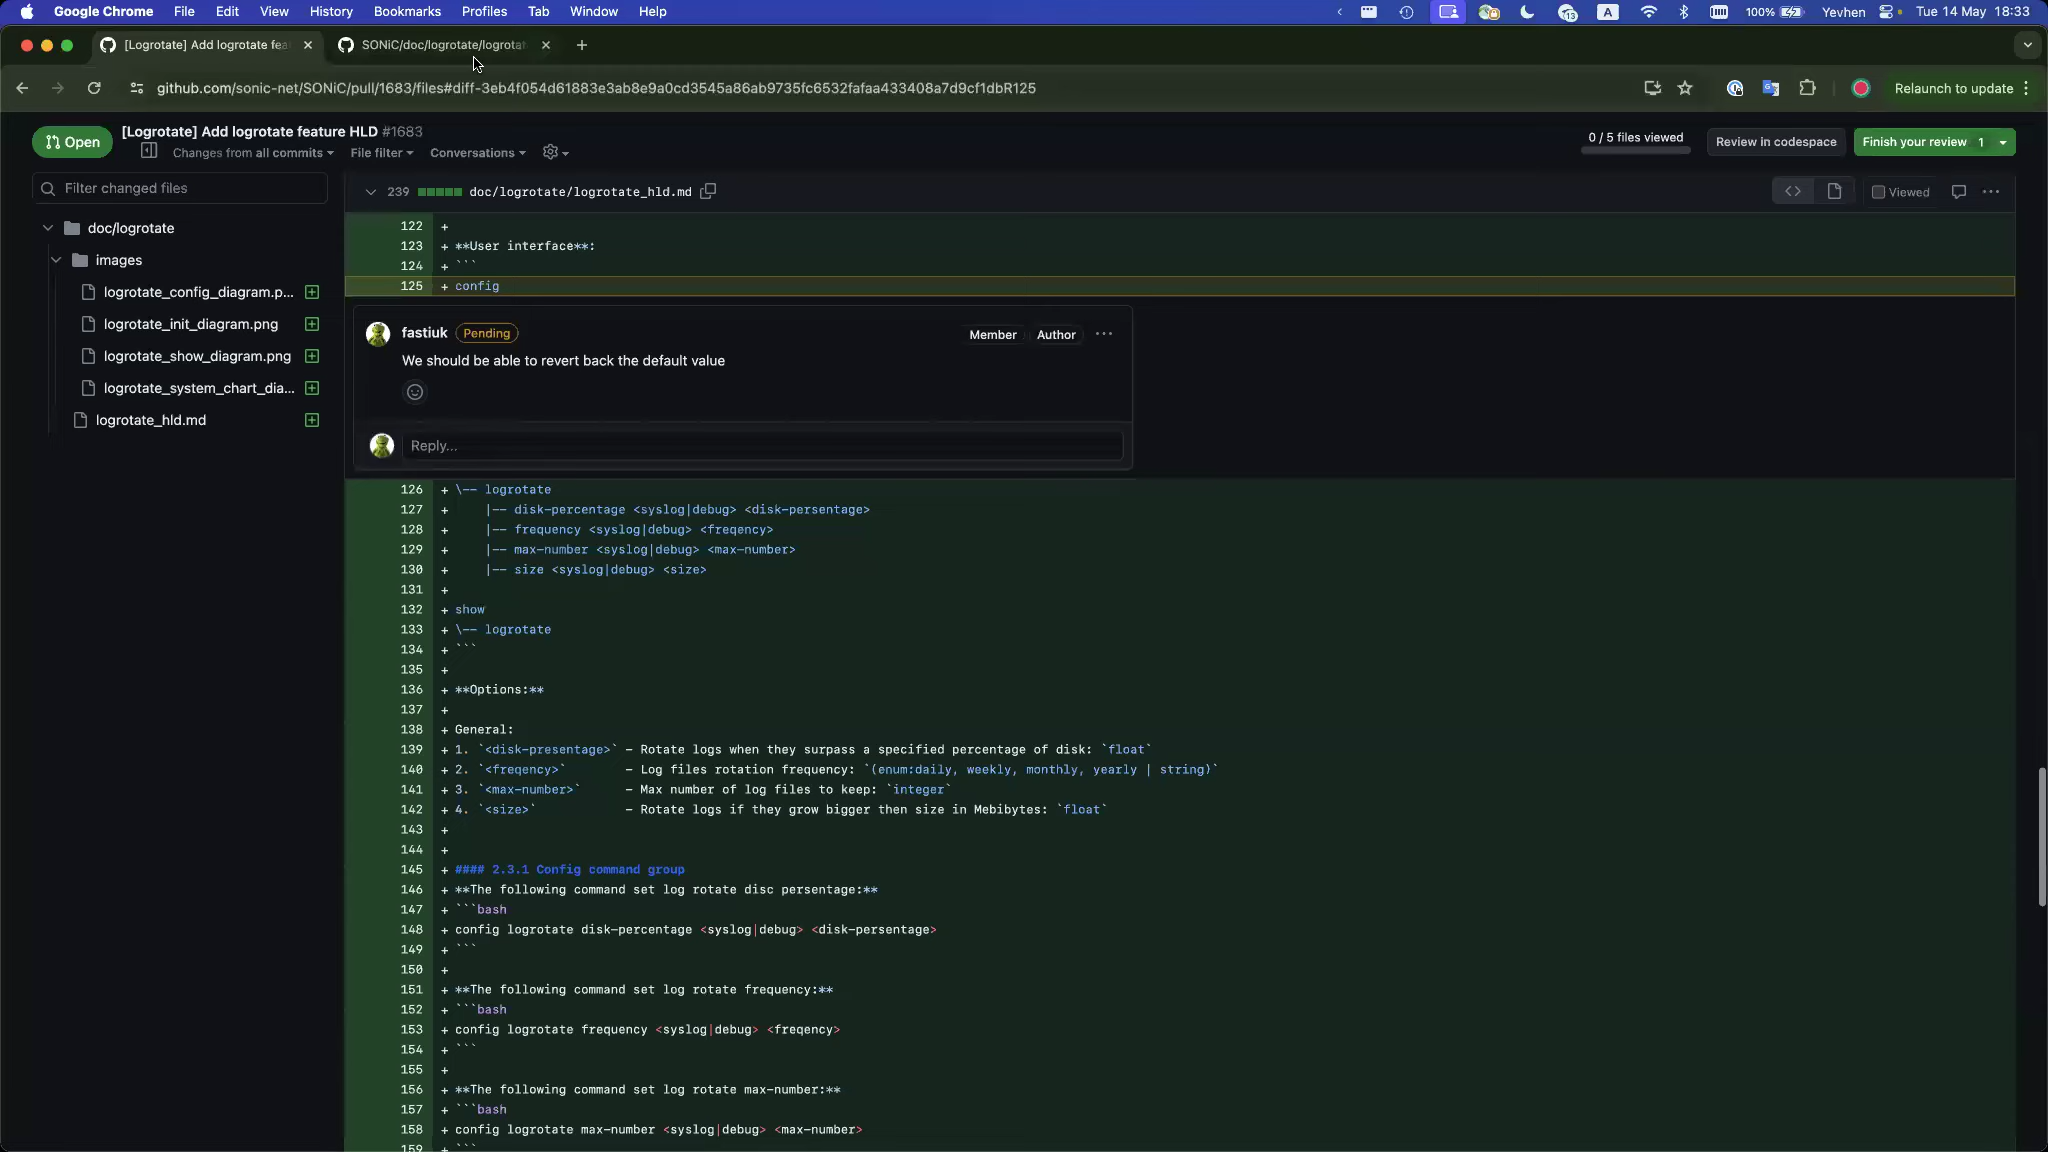 Google Chrome File Edit View History Bookmarks Profiles Tab Window Help 13 A 100% Yevhen Tue 14 May 18:33
[Logrotate] Add logrotate fea
SONiC/doc/logrotate/logrotat
github.com/sonic-net/SONiC/pull/1683/files#diff-3eb4f054d61883e3ab8e9a0cd3545a86ab9735fc6532fafaa433408a7d9cf1dbR125
Relaunch to update
Open
[Logrotate] Add logrotate feature HLD #1683
Changes from all commits File filter Conversations
0 / 5 files viewed
Review in codespace
Finish your review 1
Filter changed files
doc/logrotate
images
logrotate_config_diagram.p...
logrotate_init_diagram.png
logrotate_show_diagram.png
logrotate_system_chart_dia...
logrotate_hld.md
239 doc/logrotate/logrotate_hld.md
Viewed
122 +
123 + **User interface**:
124 + ```
125 + config
fastiuk Pending Member Author
We should be able to revert back the default value
Reply...
126 + \-- logrotate
127 + |-- disk-percentage <syslog|debug> <disk-persentage>
128 + |-- frequency <syslog|debug> <freqency>
129 + |-- max-number <syslog|debug> <max-number>
130 + |-- size <syslog|debug> <size>
131 +
132 + show
133 + \-- logrotate
134 + ```
135 +
136 + **Options:**
137 +
138 + General:
139 + 1. `<disk-presentage>` - Rotate logs when they surpass a specified percentage of disk: `float`
140 + 2. `<freqency>` - Log files rotation frequency: `(enum:daily, weekly, monthly, yearly | string)`
141 + 3. `<max-number>` - Max number of log files to keep: `integer`
142 + 4. `<size>` - Rotate logs if they grow bigger then size in Mebibytes: `float`
143 +
144 +
145 + #### 2.3.1 Config command group
146 + **The following command set log rotate disc persentage:**
147 + ```bash
148 + config logrotate disk-percentage <syslog|debug> <disk-persentage>
149 + ```
150 +
151 + **The following command set log rotate frequency:**
152 + ```bash
153 + config logrotate frequency <syslog|debug> <freqency>
154 + ```
155 +
156 + **The following command set log rotate max-number:**
157 + ```bash
158 + config logrotate max-number <syslog|debug> <max-number>
159 + ```